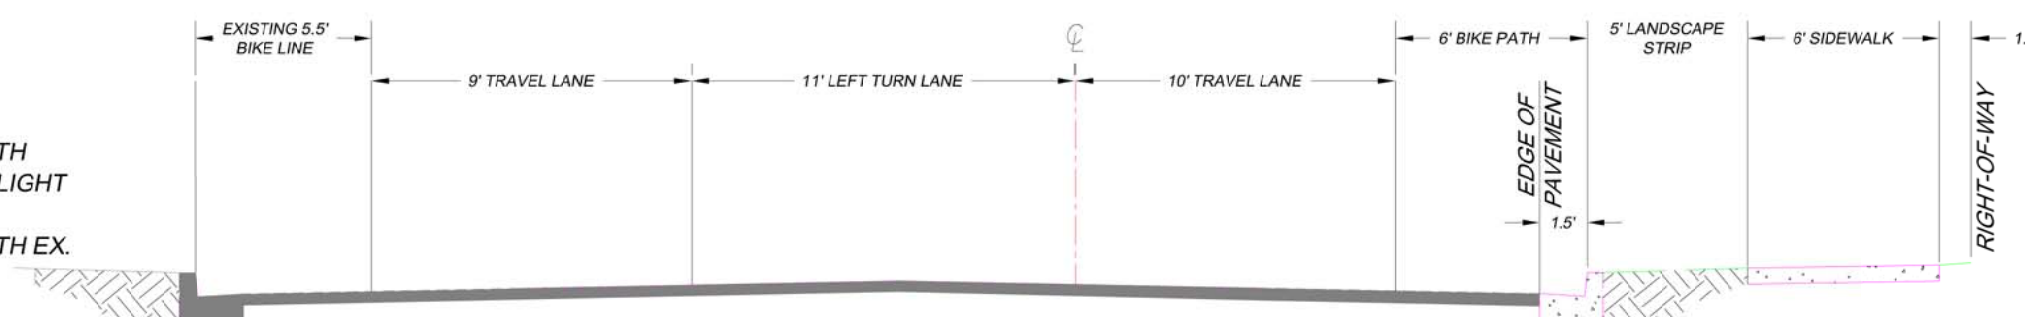 EXISTING 5.5'
BIKE LINE
9' TRAVEL LANE
11' LEFT TURN LANE
℄
10' TRAVEL LANE
6' BIKE PATH
5' LANDSCAPE
STRIP
6' SIDEWALK
1.
TH
LIGHT
TH EX.
EDGE OF
PAVEMENT
1.5'
RIGHT-OF-WAY